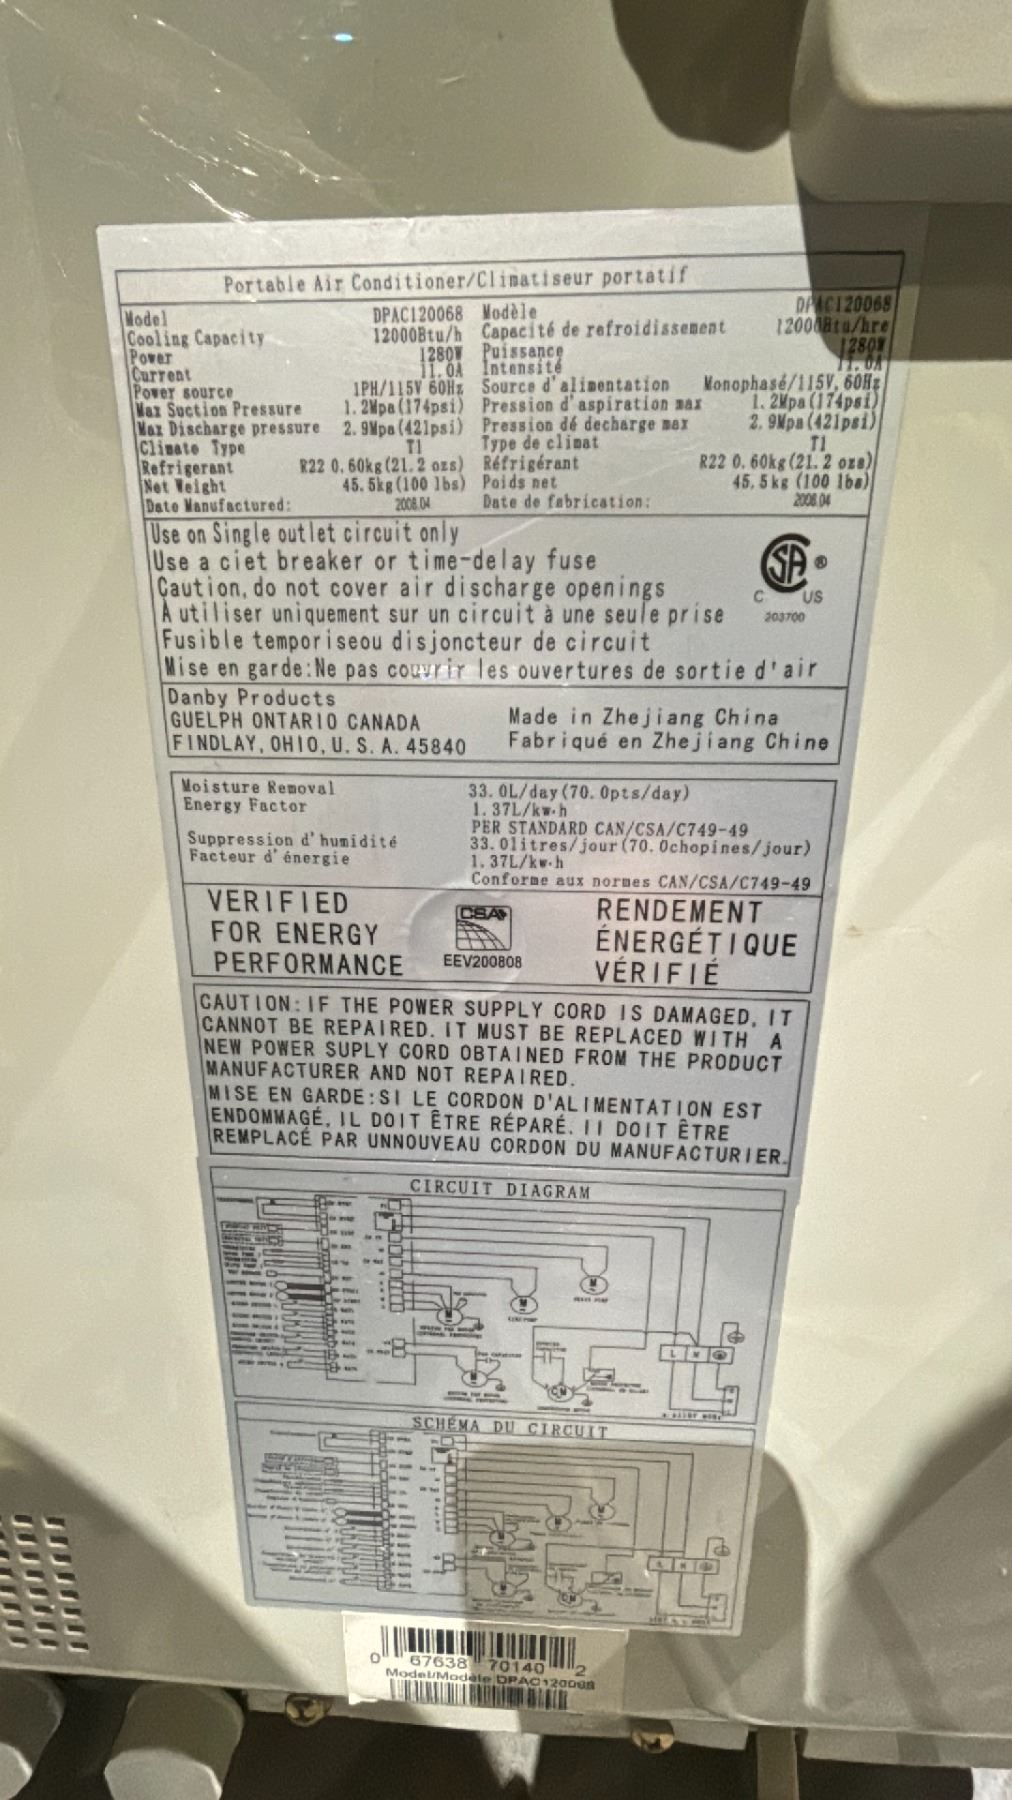 Portable Air Conditioner/Climatiseur portatif
Model DPAC120068 Modèle DPAC120068
Cooling Capacity 12000Btu/h Capacité de refroidissement 12000Btu/hre
Power 1280W Puissance 1280W
Current 11.0A Intensité 11.0A
Power source 1PH/115V 60Hz Source d'alimentation Monophasé/115V, 60Hz
Max Suction Pressure 1.2Mpa(174psi) Pression d'aspiration max 1.2Mpa(174psi)
Max Discharge pressure 2.9Mpa(421psi) Pression dé decharge max 2.9Mpa(421psi)
Climate Type T1 Type de climat T1
Refrigerant R22 0.60kg(21.2 ozs) Réfrigérant R22 0.60kg(21.2 ozs)
Net Weight 45.5kg(100 lbs) Poids net 45.5kg (100 lbs)
Date Manufactured: 2008.04 Date de fabrication: 2008.04
Use on Single outlet circuit only
Use a ciet breaker or time-delay fuse
Caution, do not cover air discharge openings
À utiliser uniquement sur un circuit à une seule prise
Fusible temporiseou disjoncteur de circuit
Mise en garde:Ne pas couvrir les ouvertures de sortie d'air
SA ®
C US
203700
Danby Products
GUELPH ONTARIO CANADA Made in Zhejiang China
FINDLAY, OHIO, U.S.A. 45840 Fabriqué en Zhejiang Chine
Moisture Removal 33.0L/day(70.0pts/day)
Energy Factor 1.37L/kw·h
PER STANDARD CAN/CSA/C749-49
Suppression d'humidité 33.0litres/jour(70.0chopines/jour)
Facteur d'énergie 1.37L/kw·h
Conforme aux normes CAN/CSA/C749-49
VERIFIED
FOR ENERGY
PERFORMANCE
CSA
EEV200808
RENDEMENT
ÉNERGÉTIQUE
VÉRIFIÉ
CAUTION: IF THE POWER SUPPLY CORD IS DAMAGED, IT
CANNOT BE REPAIRED. IT MUST BE REPLACED WITH A
NEW POWER SUPLY CORD OBTAINED FROM THE PRODUCT
MANUFACTURER AND NOT REPAIRED.
MISE EN GARDE:SI LE CORDON D'ALIMENTATION EST
ENDOMMAGÉ, IL DOIT ÊTRE RÉPARÉ. II DOIT ÊTRE
REMPLACÉ PAR UNNOUVEAU CORDON DU MANUFACTURIER.
CIRCUIT DIAGRAM
SCHÉMA DU CIRCUIT
0 67638 70140 2
Model/Modèle DPAC120068